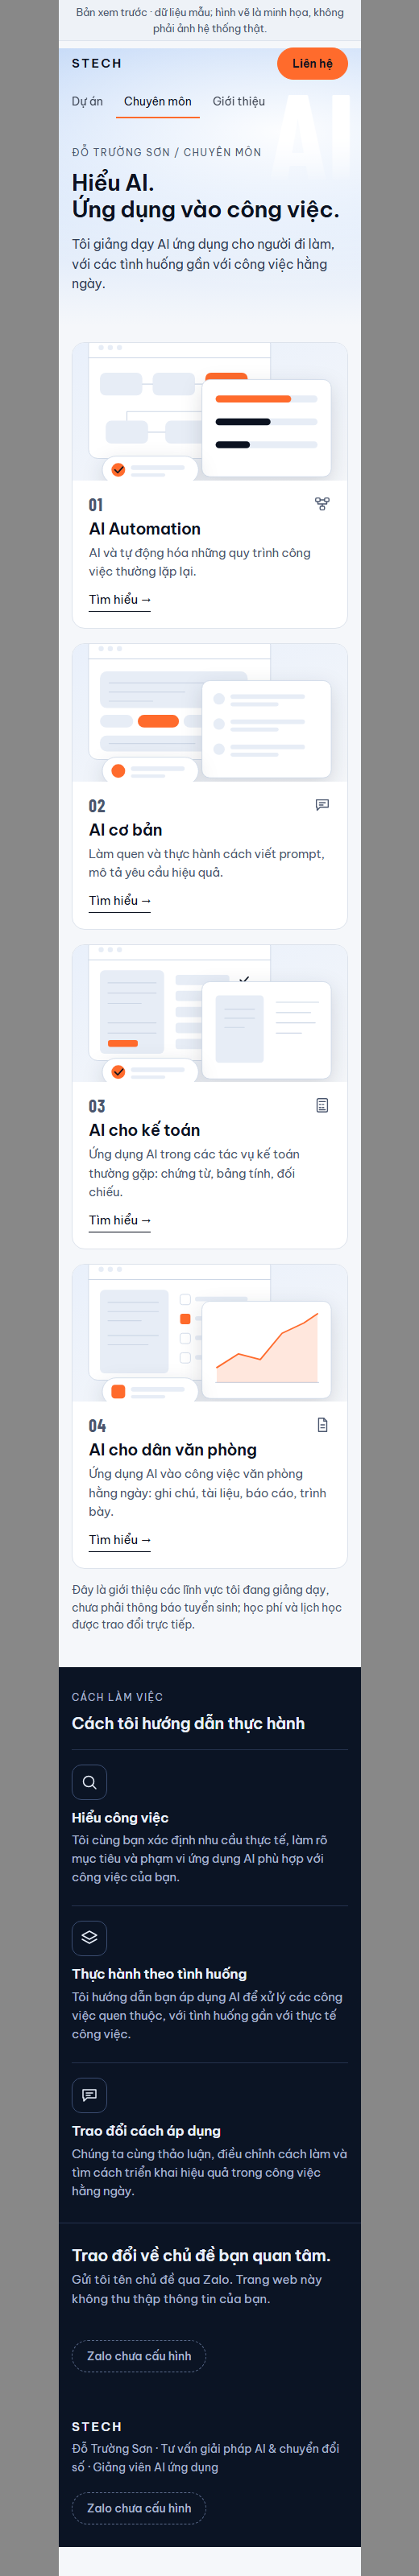 Bản xem trước · dữ liệu mẫu; hình vẽ là minh họa, không
phải ảnh hệ thống thật.
STECH
Liên hệ
Dự án
Chuyên môn
Giới thiệu
AI
ĐỖ TRƯỜNG SƠN / CHUYÊN MÔN
Hiểu AI.
Ứng dụng vào công việc.
Tôi giảng dạy AI ứng dụng cho người đi làm,
với các tình huống gần với công việc hằng
ngày.
01
AI Automation
AI và tự động hóa những quy trình công
việc thường lặp lại.
Tìm hiểu →
02
AI cơ bản
Làm quen và thực hành cách viết prompt,
mô tả yêu cầu hiệu quả.
Tìm hiểu →
03
AI cho kế toán
Ứng dụng AI trong các tác vụ kế toán
thường gặp: chứng từ, bảng tính, đối
chiếu.
Tìm hiểu →
04
AI cho dân văn phòng
Ứng dụng AI vào công việc văn phòng
hằng ngày: ghi chú, tài liệu, báo cáo, trình
bày.
Tìm hiểu →
Đây là giới thiệu các lĩnh vực tôi đang giảng dạy,
chưa phải thông báo tuyển sinh; học phí và lịch học
được trao đổi trực tiếp.
CÁCH LÀM VIỆC
Cách tôi hướng dẫn thực hành
Hiểu công việc
Tôi cùng bạn xác định nhu cầu thực tế, làm rõ
mục tiêu và phạm vi ứng dụng AI phù hợp với
công việc của bạn.
Thực hành theo tình huống
Tôi hướng dẫn bạn áp dụng AI để xử lý các công
việc quen thuộc, với tình huống gần với thực tế
công việc.
Trao đổi cách áp dụng
Chúng ta cùng thảo luận, điều chỉnh cách làm và
tìm cách triển khai hiệu quả trong công việc
hằng ngày.
Trao đổi về chủ đề bạn quan tâm.
Gửi tôi tên chủ đề qua Zalo. Trang web này
không thu thập thông tin của bạn.
Zalo chưa cấu hình
STECH
Đỗ Trường Sơn · Tư vấn giải pháp AI & chuyển đổi
số · Giảng viên AI ứng dụng
Zalo chưa cấu hình